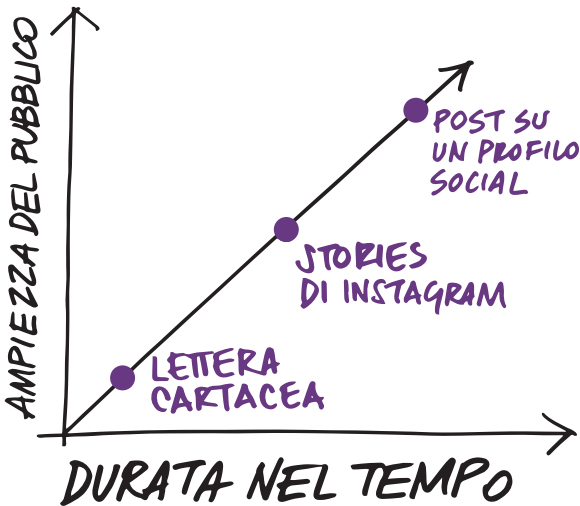 AMPIEZZA DEL PUBBLICO
POST SU
UN PROFILO
SOCIAL
STORIES
DI INSTAGRAM
LETTERA
CARTACEA
DURATA NEL TEMPO